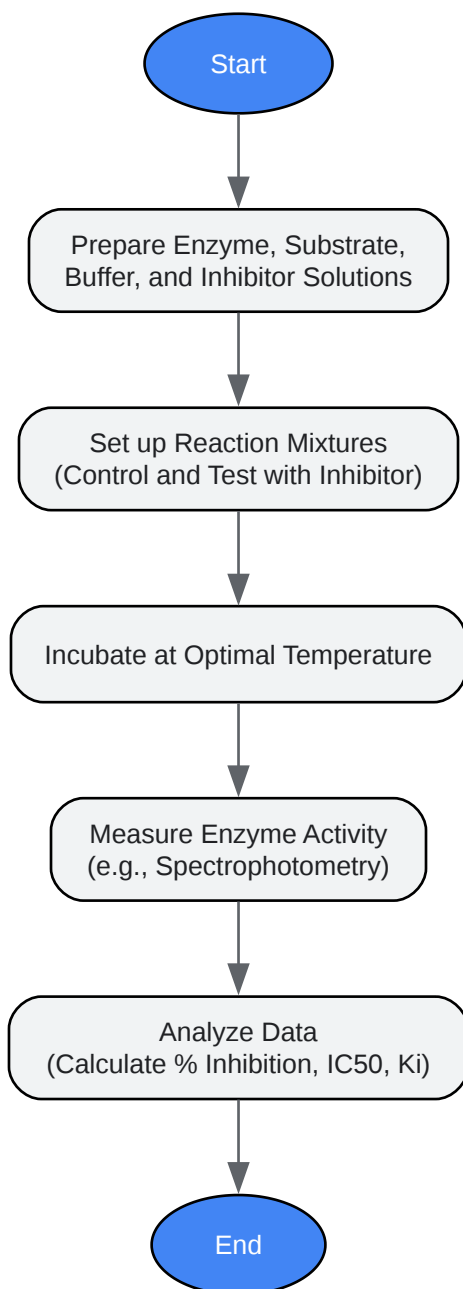 Start
Prepare Enzyme, Substrate,
Buffer, and Inhibitor Solutions
Set up Reaction Mixtures
(Control and Test with Inhibitor)
Incubate at Optimal Temperature
Measure Enzyme Activity
(e.g., Spectrophotometry)
Analyze Data
(Calculate % Inhibition, IC50, Ki)
End